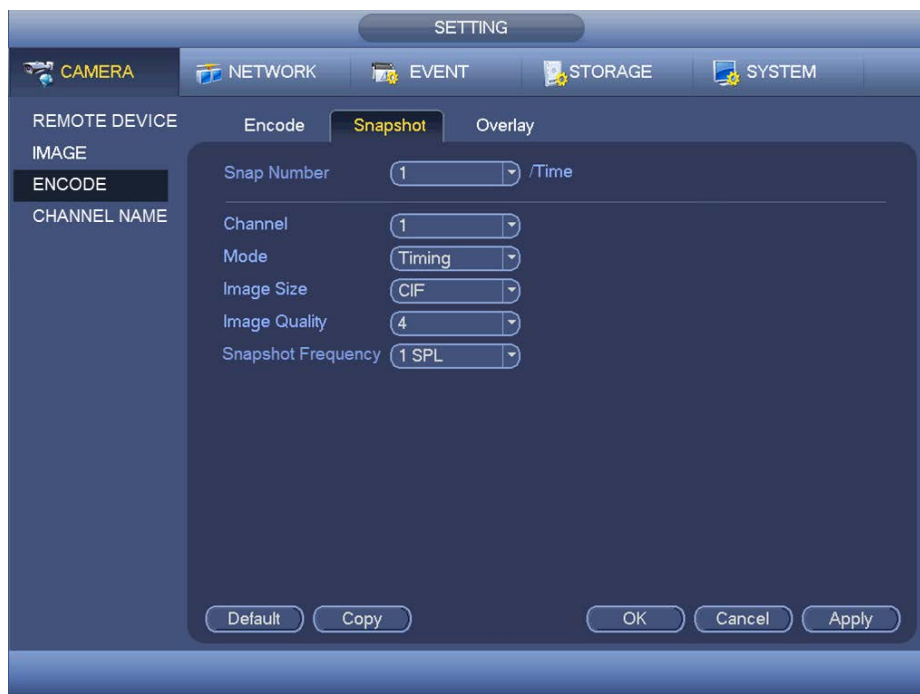 SETTING
CAMERA NETWORK EVENT STORAGE SYSTEM
REMOTE DEVICE
IMAGE
ENCODE
CHANNEL NAME
Encode Snapshot Overlay
Snap Number 1 /Time
Channel 1
Mode Timing
Image Size CIF
Image Quality 4
Snapshot Frequency 1 SPL
Default Copy OK Cancel Apply